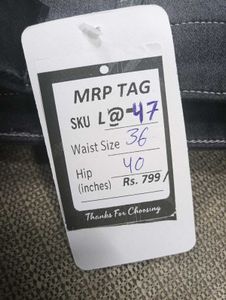 MRP TAG
SKU L@-47
Waist Size 36
Hip 40
(inches) Rs. 799/
Thanks For Choosing